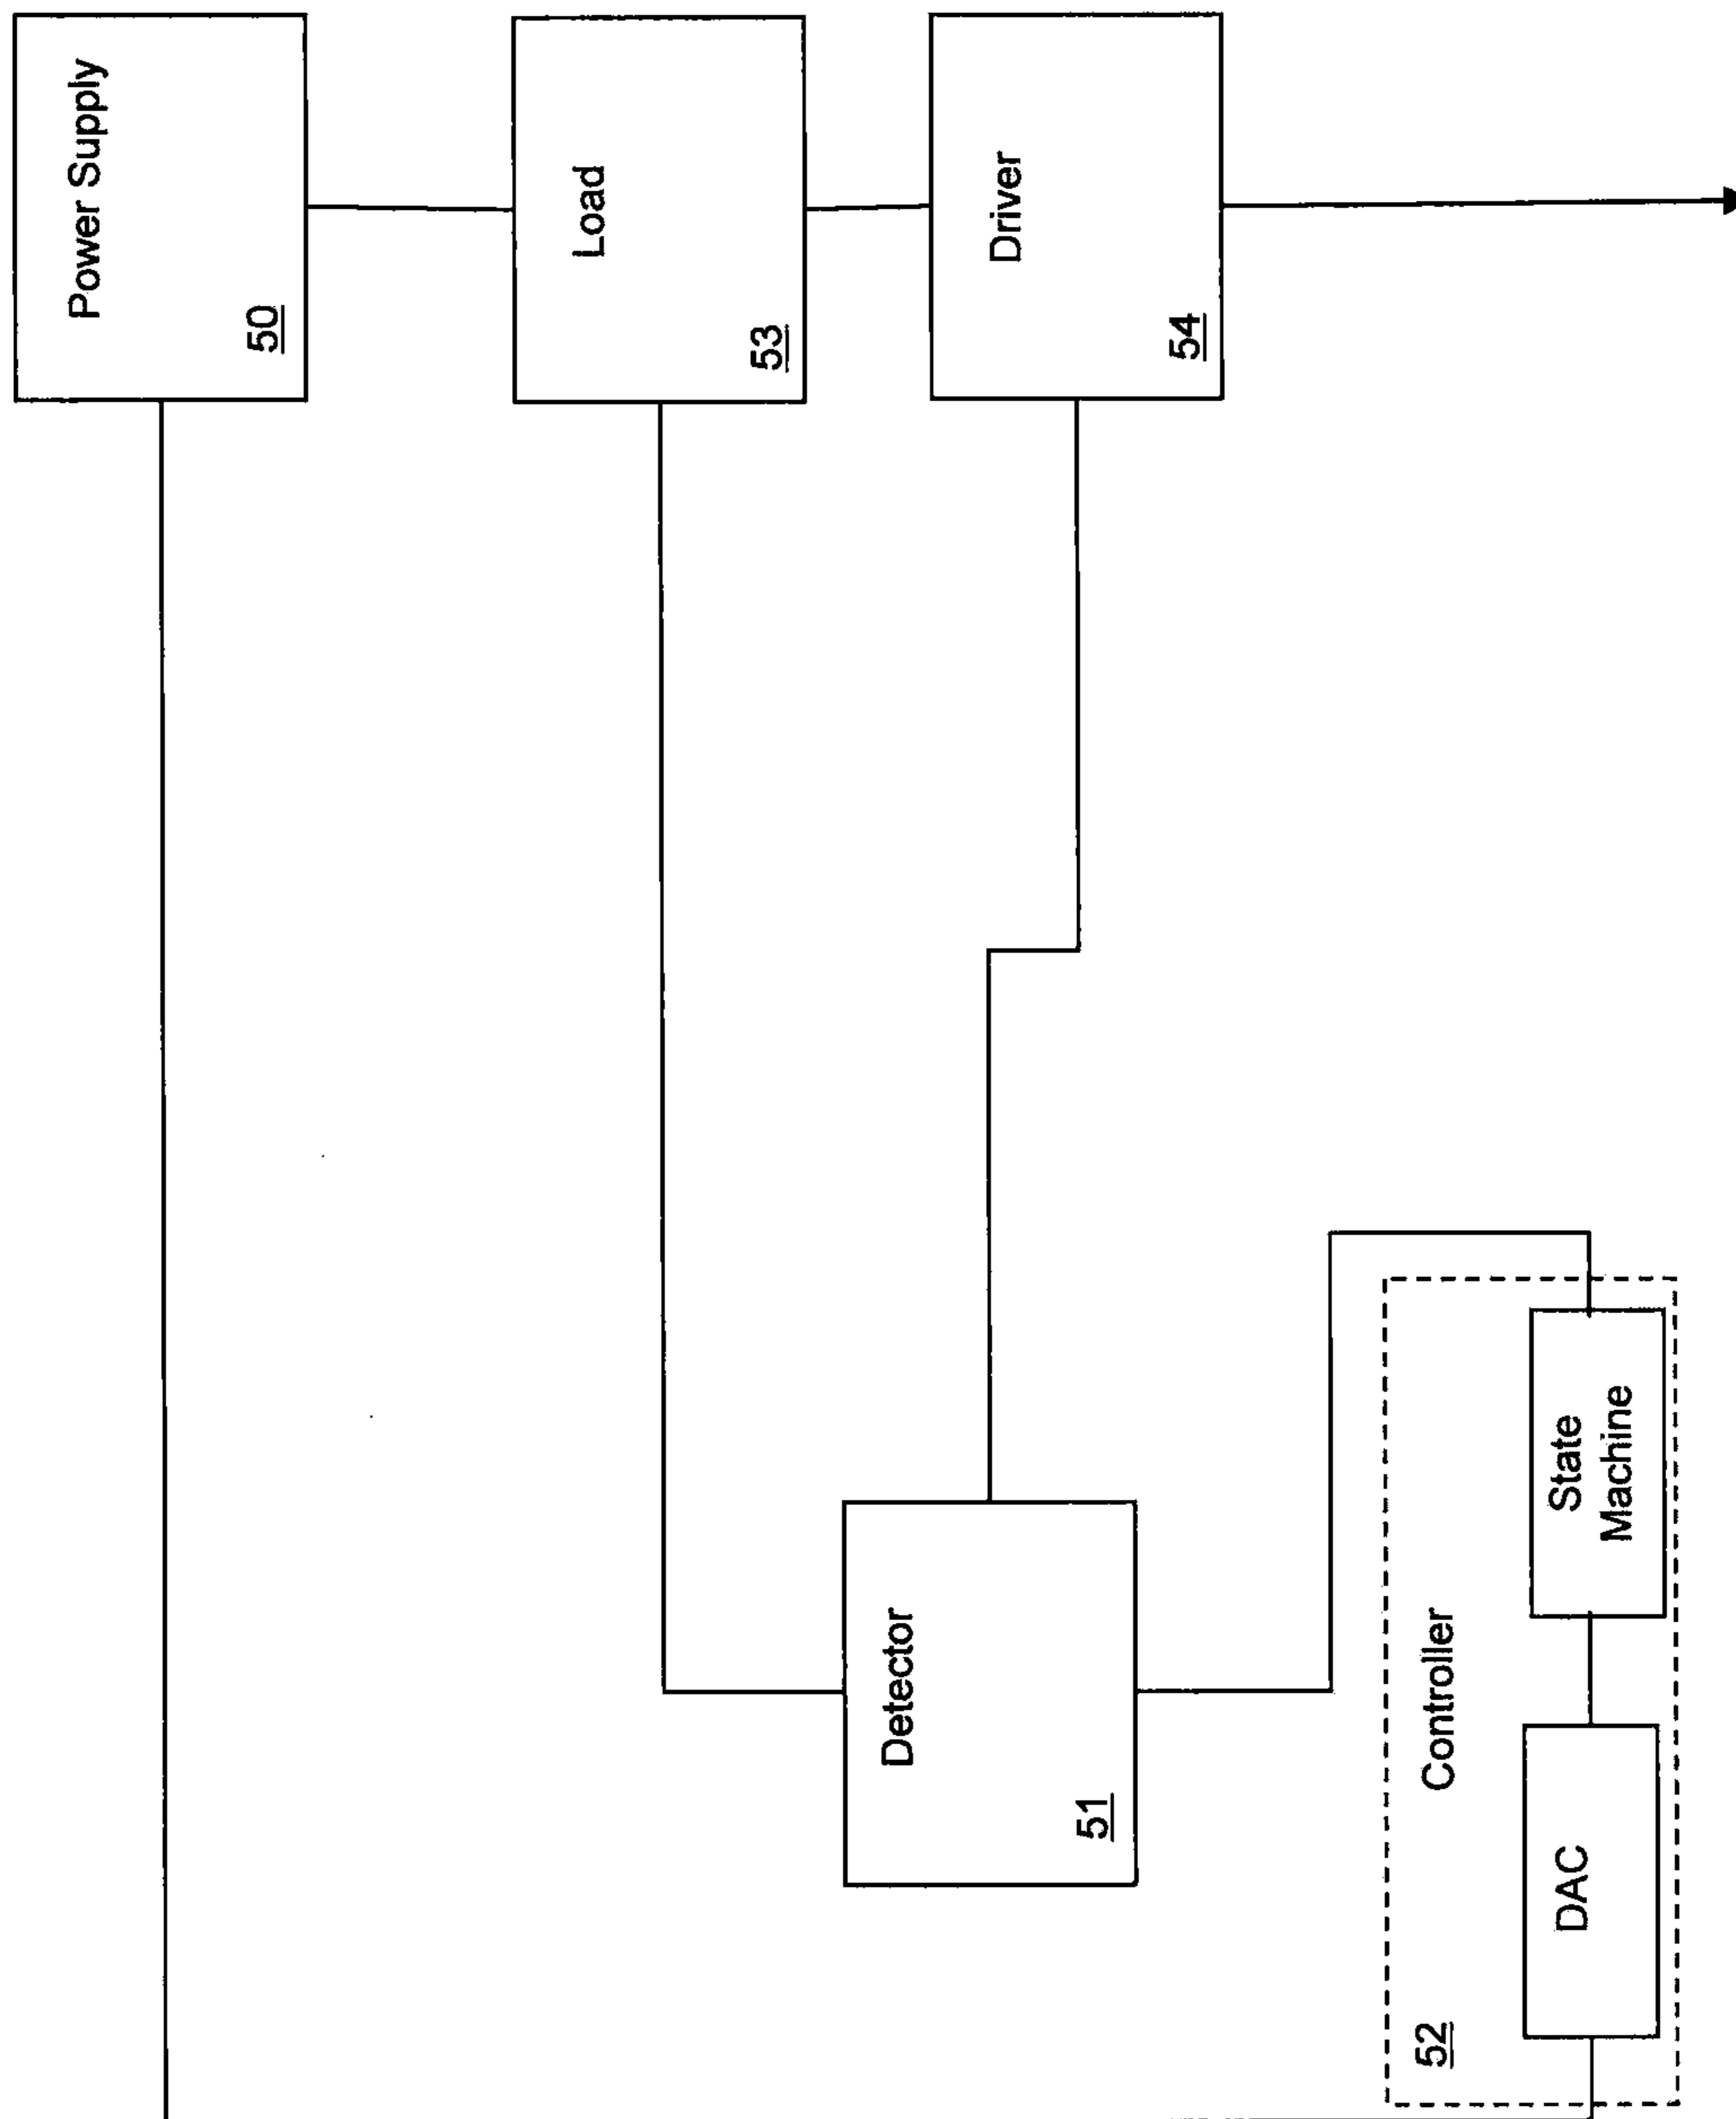 Power Supply
50
Load
53
Driver
54
Detector
51
Controller
52
DAC
State
Machine